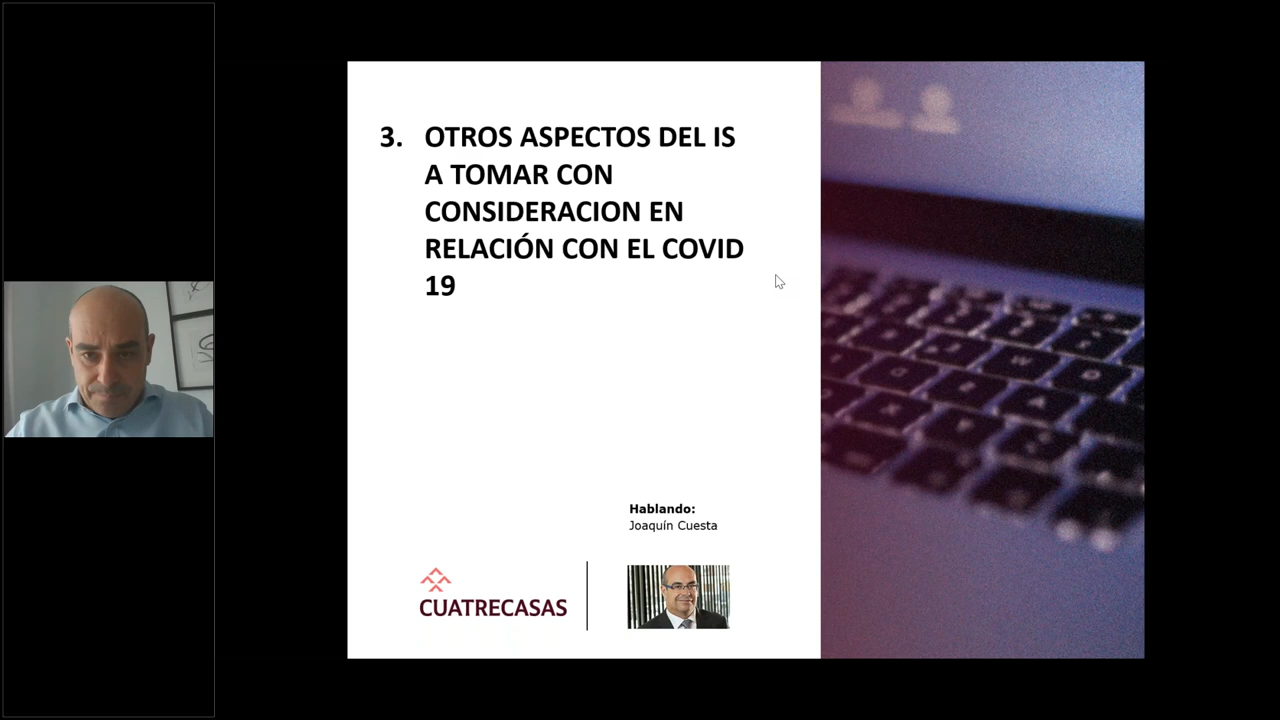 3. OTROS ASPECTOS DEL IS
A TOMAR CON
CONSIDERACION EN
RELACIÓN CON EL COVID
19
Hablando:
Joaquín Cuesta
CUATRECASAS